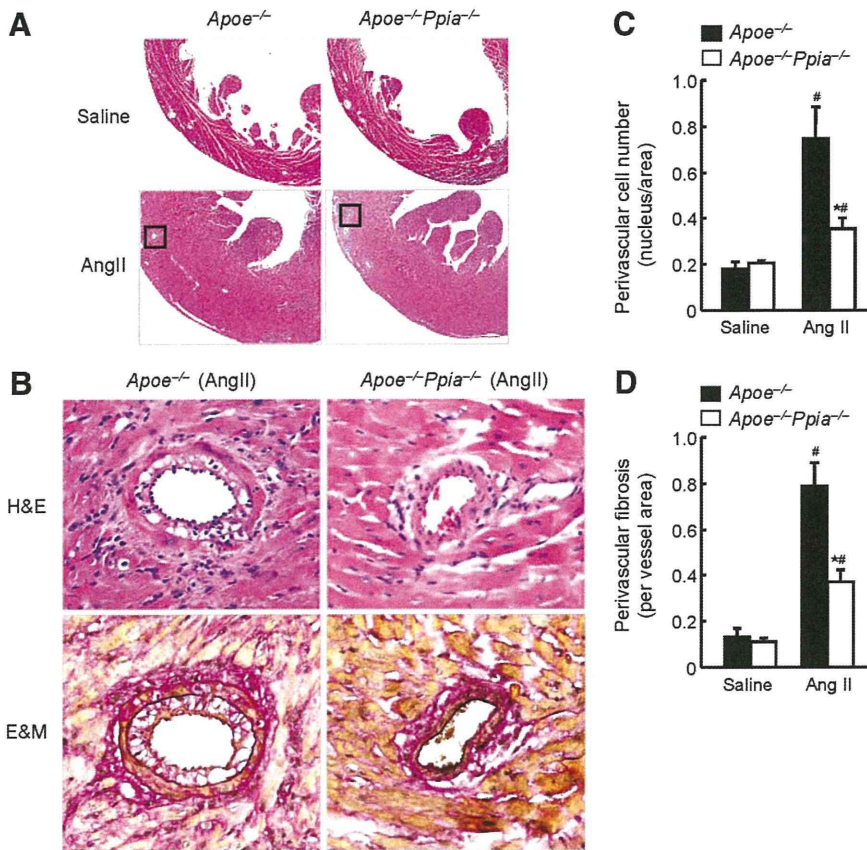 A
Apoe⁻/⁻
Apoe⁻/⁻Ppia⁻/⁻
Saline
AngII
B
Apoe⁻/⁻ (AngII)
Apoe⁻/⁻Ppia⁻/⁻ (AngII)
H&E
E&M
C
Apoe⁻/⁻
Apoe⁻/⁻Ppia⁻/⁻
Perivascular cell number
(nucleus/area)
1.0
0.8
0.6
0.4
0.2
0
#
*#
Saline
Ang II
D
Apoe⁻/⁻
Apoe⁻/⁻Ppia⁻/⁻
Perivascular fibrosis
(per vessel area)
1.0
0.8
0.6
0.4
0.2
0
#
*#
Saline
Ang II